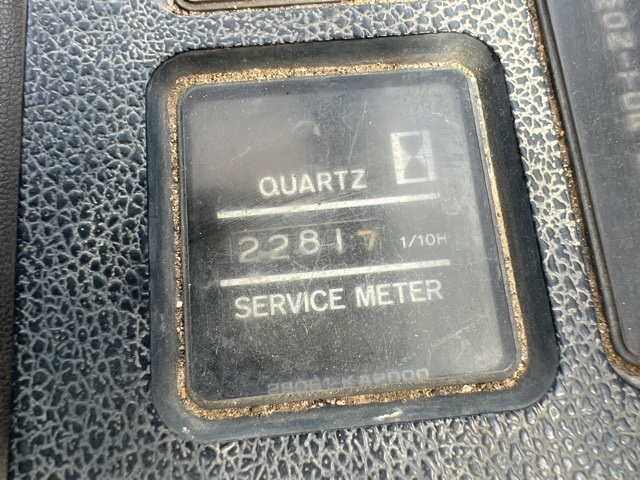 QUARTZ
22817 1/10H
SERVICE METER